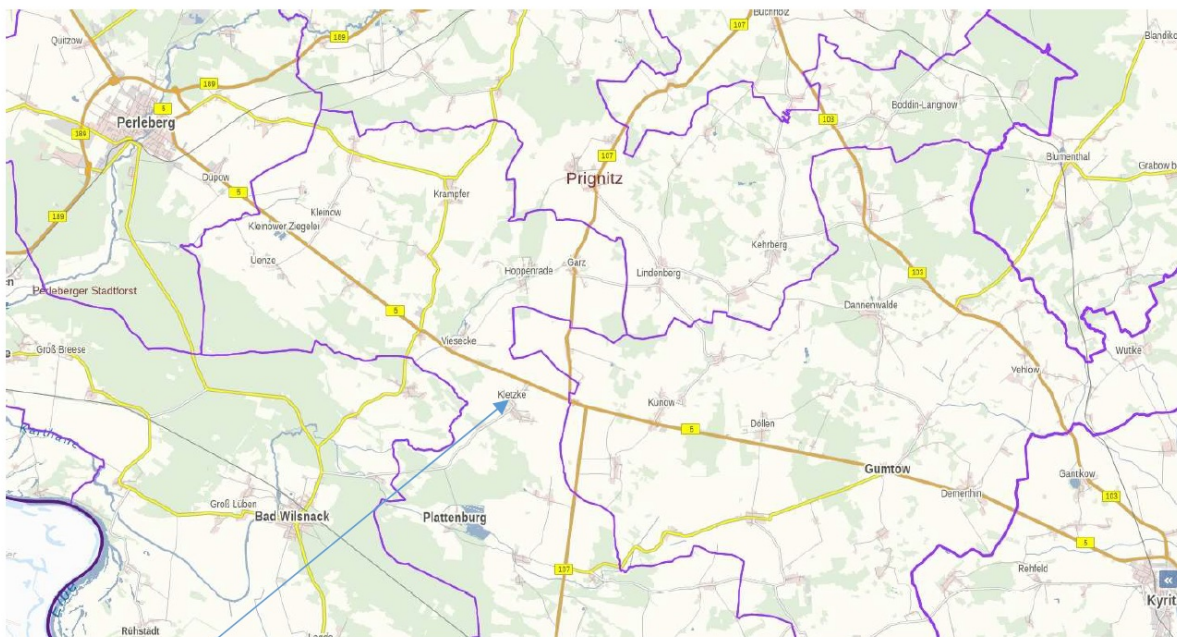 Buchholz
107
Quitzow
189
Blandiko
189
5
103
Boddin-Langnow
Perleberg
189
107
Blumenthal
Grabow b
Prignitz
Düpow
5
Krampfer
Kleinow
189
Kleinower Ziegelei
Kehrberg
Uenze
Hoppenrade
Garz
Lindenberg
103
Perleberger Stadtforst
Dannenwalde
5
Viesecke
Groß Breese
Wutike
Vehlow
Kletzke
Kunow
5
Döllen
Karthane
Gumtow
Gantikow
Demerthin
103
Groß Lüben
Bad Wilsnack
Plattenburg
5
107
Rehfeld
«
Elbe
Kyrit
Rühstädt